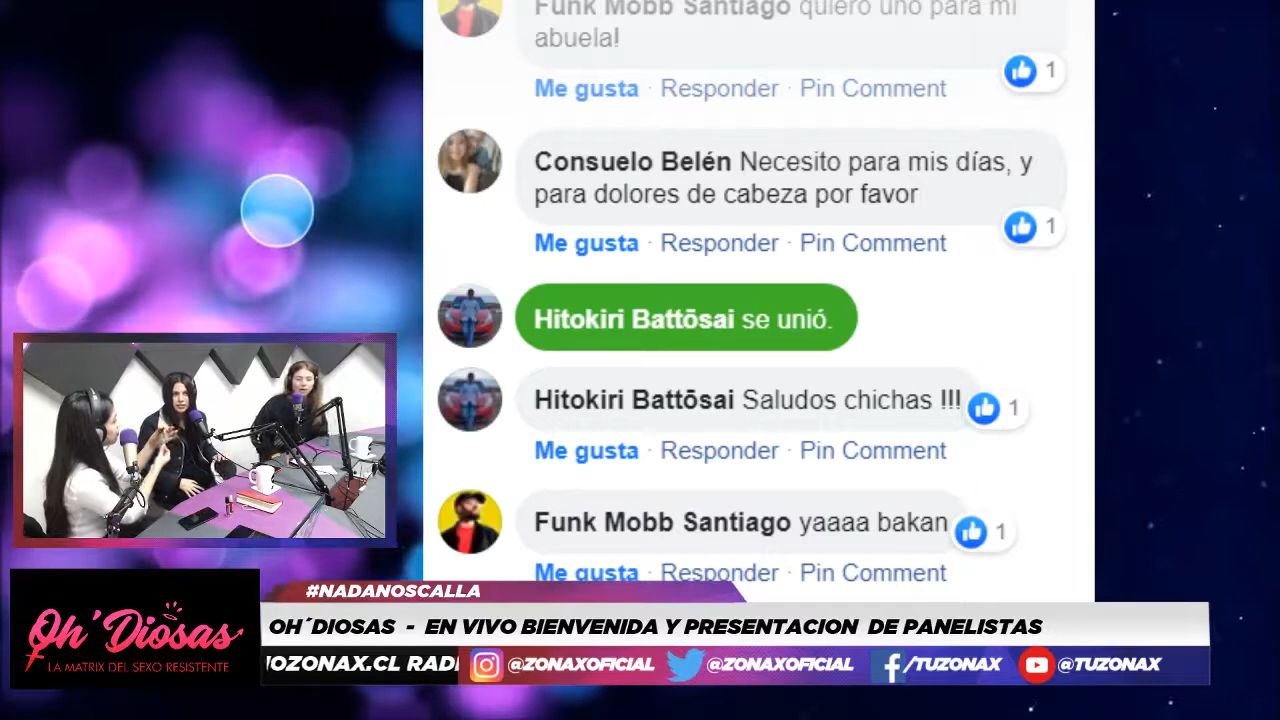 Funk Mobb Santiago quiero uno para mi
abuela!
1
Me gusta · Responder · Pin Comment
Consuelo Belén Necesito para mis días, y
para dolores de cabeza por favor
1
Me gusta · Responder · Pin Comment
Hitokiri Battōsai se unió.
Hitokiri Battōsai Saludos chichas !!! 1
Me gusta · Responder · Pin Comment
Funk Mobb Santiago yaaaa bakan 1
Me gusta · Responder · Pin Comment
#NADANOSCALLA
Oh´Diosas
LA MATRIX DEL SEXO RESISTENTE
OH´DIOSAS - EN VIVO BIENVENIDA Y PRESENTACION DE PANELISTAS
IOZONAX.CL RADI
@ZONAXOFICIAL @ZONAXOFICIAL /TUZONAX @TUZONAX